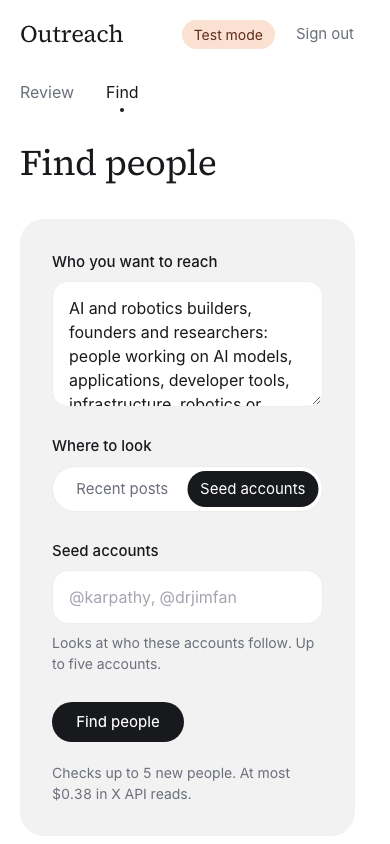 Outreach
Test mode
Sign out
Review
Find
Find people
Who you want to reach
AI and robotics builders,
founders and researchers:
people working on AI models,
applications, developer tools,
infrastructure, robotics or
Where to look
Recent posts
Seed accounts
Seed accounts
@karpathy, @drjimfan
Looks at who these accounts follow. Up
to five accounts.
Find people
Checks up to 5 new people. At most
$0.38 in X API reads.